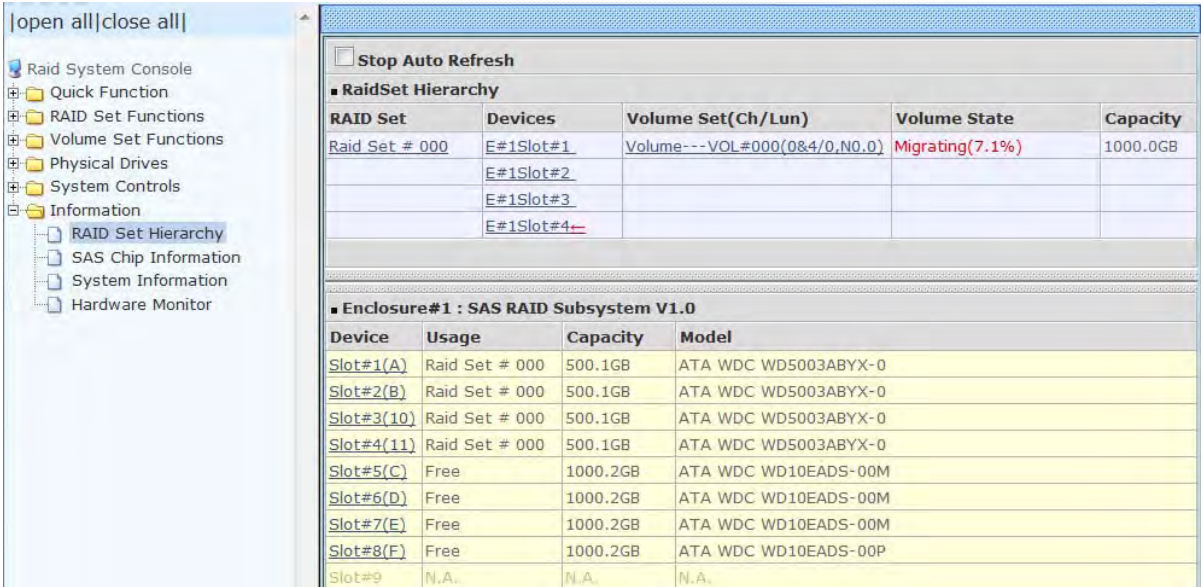 |open all|close all|
Raid System Console
Quick Function
RAID Set Functions
Volume Set Functions
Physical Drives
System Controls
Information
RAID Set Hierarchy
SAS Chip Information
System Information
Hardware Monitor
Stop Auto Refresh
RaidSet Hierarchy
RAID Set Devices Volume Set(Ch/Lun) Volume State Capacity
Raid Set # 000 E#1Slot#1 Volume---VOL#000(0&4/0,N0.0) Migrating(7.1%) 1000.0GB
E#1Slot#2
E#1Slot#3
E#1Slot#4←
Enclosure#1 : SAS RAID Subsystem V1.0
Device Usage Capacity Model
Slot#1(A) Raid Set # 000 500.1GB ATA WDC WD5003ABYX-0
Slot#2(B) Raid Set # 000 500.1GB ATA WDC WD5003ABYX-0
Slot#3(10) Raid Set # 000 500.1GB ATA WDC WD5003ABYX-0
Slot#4(11) Raid Set # 000 500.1GB ATA WDC WD5003ABYX-0
Slot#5(C) Free 1000.2GB ATA WDC WD10EADS-00M
Slot#6(D) Free 1000.2GB ATA WDC WD10EADS-00M
Slot#7(E) Free 1000.2GB ATA WDC WD10EADS-00M
Slot#8(F) Free 1000.2GB ATA WDC WD10EADS-00P
Slot#9 N.A. N.A. N.A.